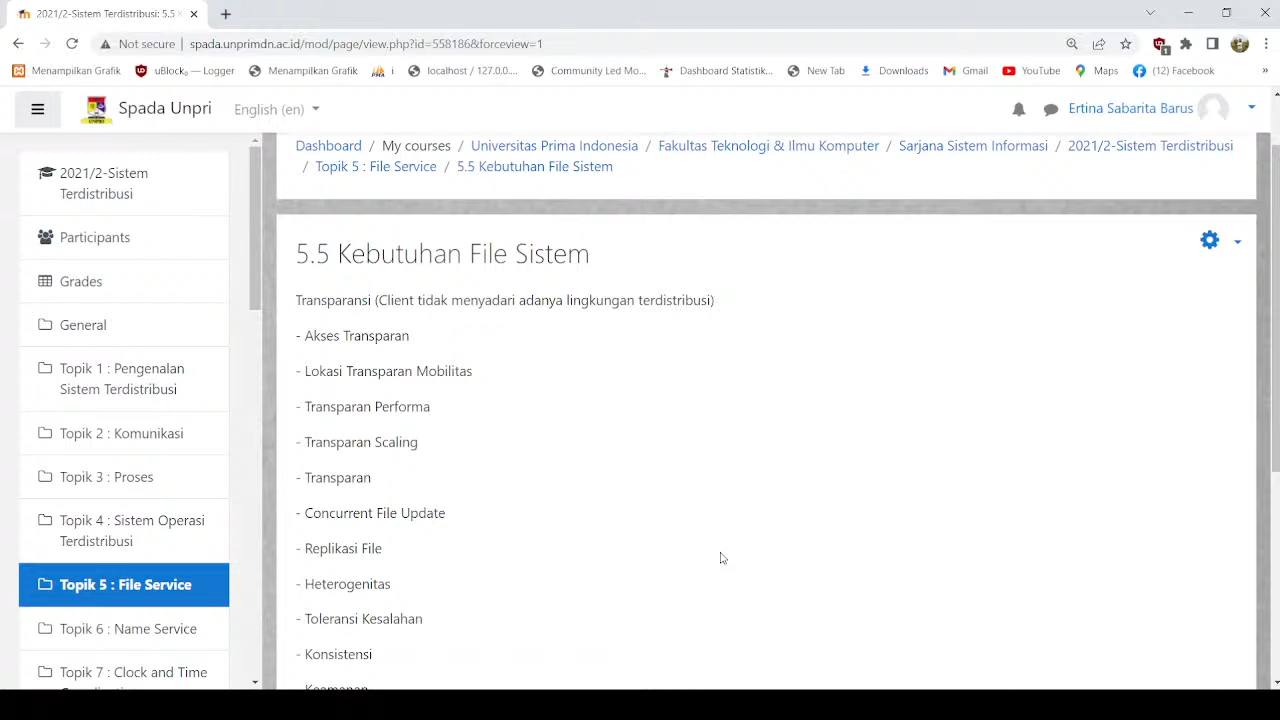 2021/2-Sistem Terdistribusi: 5.5
Not secure
spada.unprimdn.ac.id/mod/page/view.php?id=558186&forceview=1
Menampilkan Grafik
uBlock₀ — Logger
Menampilkan Grafik
i
localhost / 127.0.0....
Community Led Mo...
Dashboard Statistik...
New Tab
Downloads
Gmail
YouTube
Maps
(12) Facebook
»
Spada Unpri
English (en)
Ertina Sabarita Barus
Dashboard / My courses / Universitas Prima Indonesia / Fakultas Teknologi & Ilmu Komputer / Sarjana Sistem Informasi / 2021/2-Sistem Terdistribusi
/ Topik 5 : File Service / 5.5 Kebutuhan File Sistem
2021/2-Sistem
Terdistribusi
Participants
Grades
General
Topik 1 : Pengenalan
Sistem Terdistribusi
Topik 2 : Komunikasi
Topik 3 : Proses
Topik 4 : Sistem Operasi
Terdistribusi
Topik 5 : File Service
Topik 6 : Name Service
Topik 7 : Clock and Time
5.5 Kebutuhan File Sistem
Transparansi (Client tidak menyadari adanya lingkungan terdistribusi)
- Akses Transparan
- Lokasi Transparan Mobilitas
- Transparan Performa
- Transparan Scaling
- Transparan
- Concurrent File Update
- Replikasi File
- Heterogenitas
- Toleransi Kesalahan
- Konsistensi